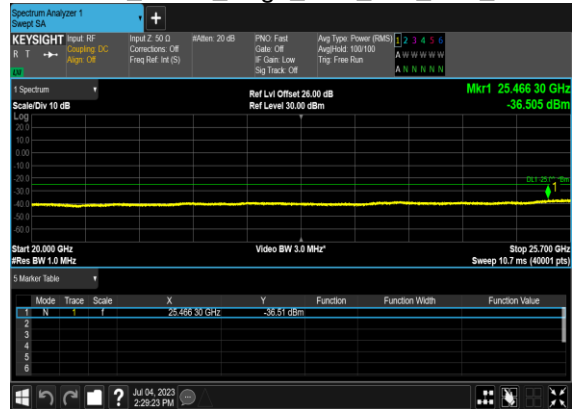 Spectrum Analyzer 1
Swept SA
+
KEYSIGHT
R T
Input: RF
Coupling: DC
Align: Off
Input Z: 50 Ω
Corrections: Off
Freq Ref: Int (S)
#Atten: 20 dB
PNO: Fast
Gate: Off
IF Gain: Low
Sig Track: Off
Avg Type: Power (RMS)
Avg|Hold: 100/100
Trig: Free Run
1 2 3 4 5 6
A W W W W W
A N N N N N
1 Spectrum
Scale/Div 10 dB
Ref Lvl Offset 26.00 dB
Ref Level 30.00 dBm
Mkr1 25.466 30 GHz
-36.505 dBm
Log
20.0
10.0
0.00
-10.0
-20.0
-30.0
-40.0
-50.0
-60.0
1
Start 20.000 GHz
#Res BW 1.0 MHz
Video BW 3.0 MHz*
Stop 25.700 GHz
Sweep 10.7 ms (40001 pts)
5 Marker Table
Mode Trace Scale X Y Function Function Width Function Value
1 N 1 f 25.466 30 GHz -36.51 dBm
2
3
4
5
6
?
Jul 04, 2023
2:29:23 PM